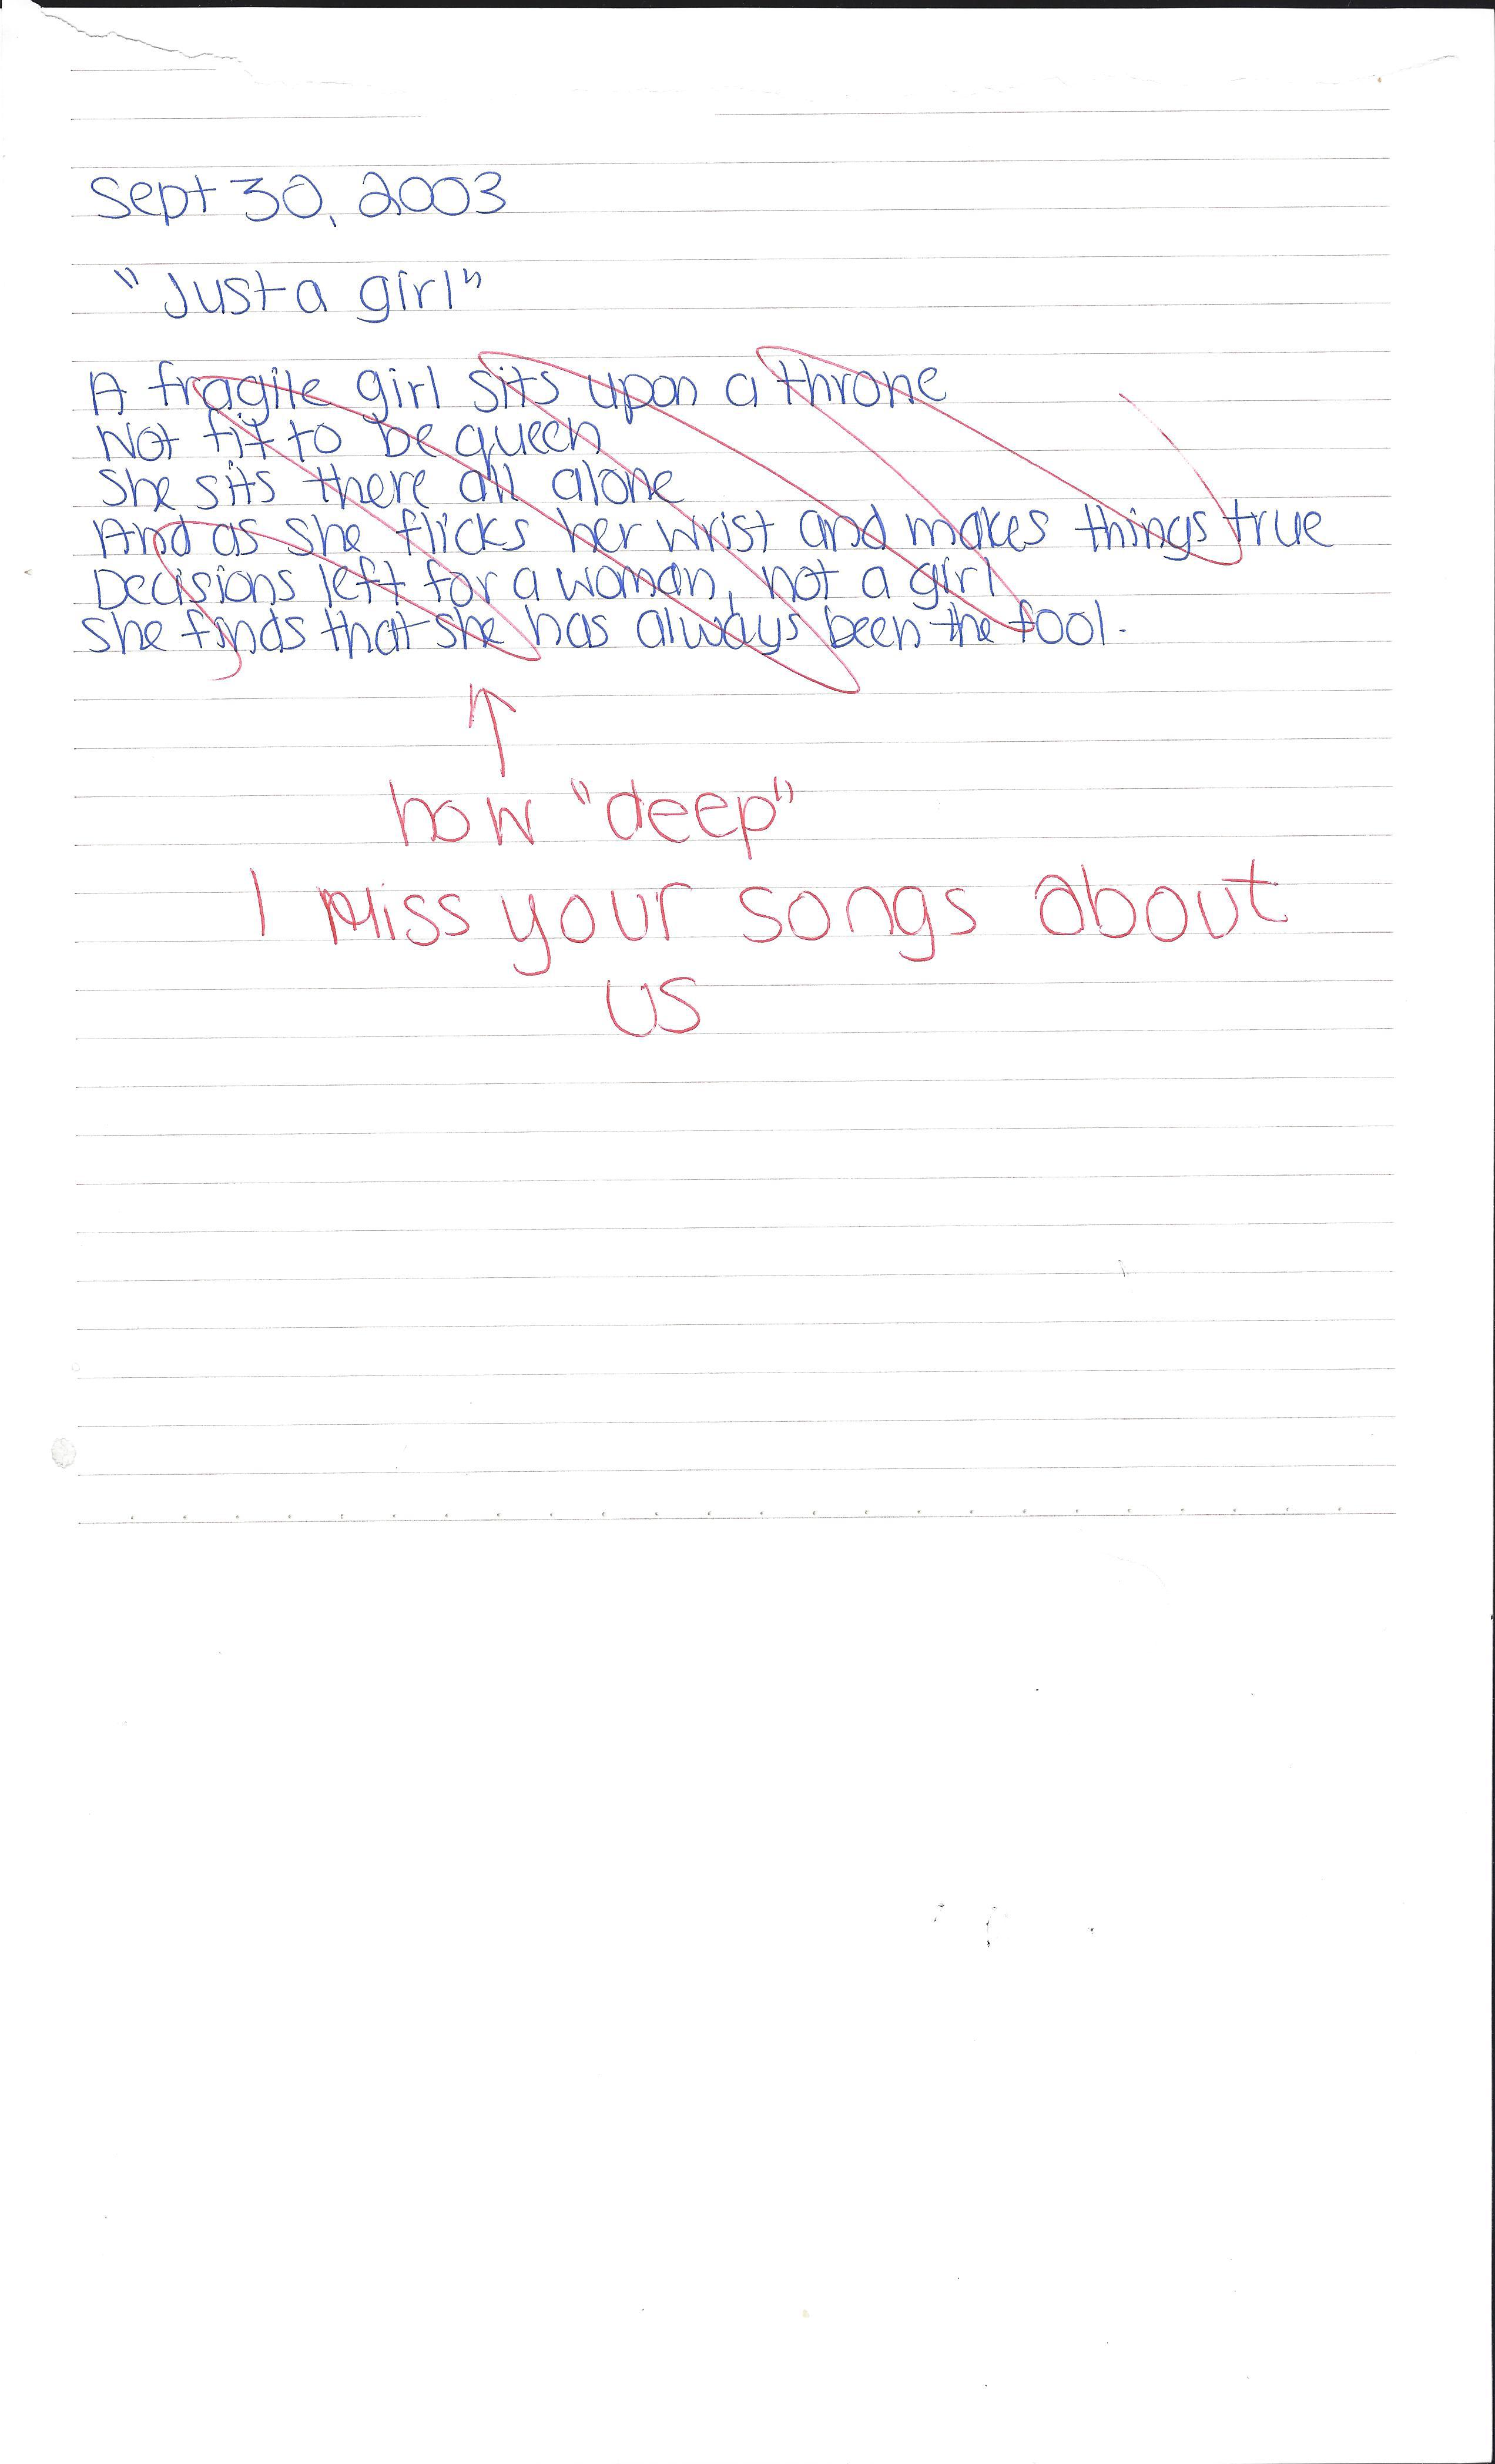 Sept 30, 2003
"Just a girl"
A fragile girl sits upon a throne
Not fit to be queen
She sits there all alone
And as she flicks her wrist and makes things true
Decisions left for a woman, not a girl
She finds that she has always been the fool.
how "deep"
I Miss your songs about
us